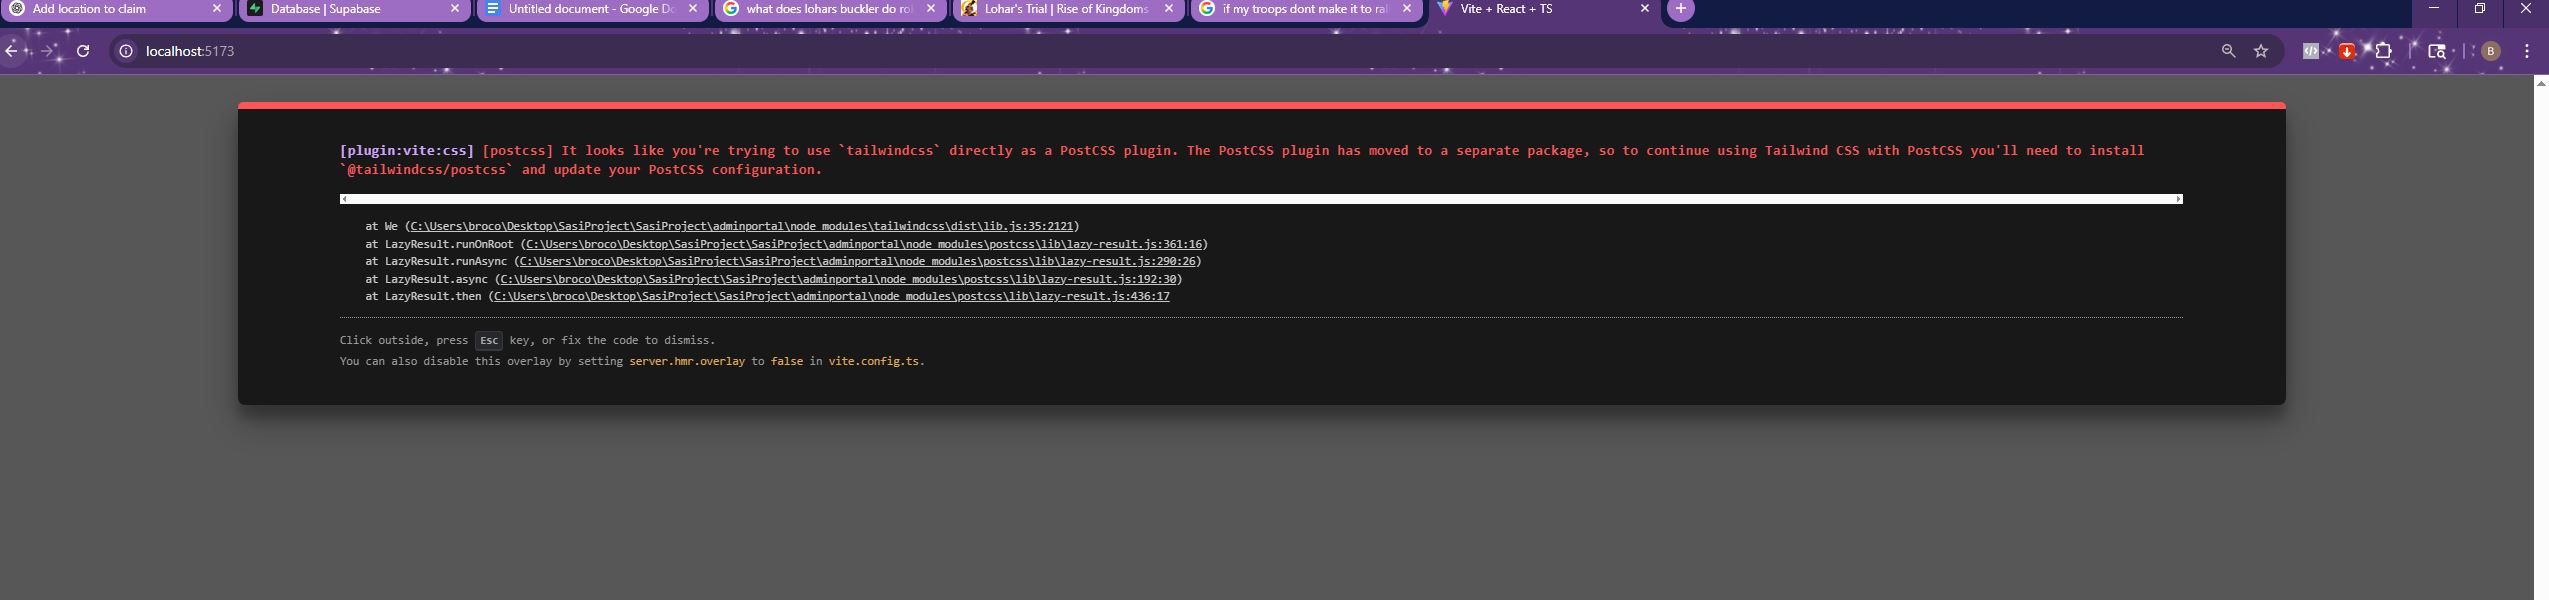 Add location to claim
Database | Supabase
Untitled document - Google Do
what does lohars buckler do ro
Lohar's Trial | Rise of Kingdoms
if my troops dont make it to ral
Vite + React + TS
localhost:5173
B
[plugin:vite:css] [postcss] It looks like you're trying to use `tailwindcss` directly as a PostCSS plugin. The PostCSS plugin has moved to a separate package, so to continue using Tailwind CSS with PostCSS you'll need to install
`@tailwindcss/postcss` and update your PostCSS configuration.
at We (C:\Users\broco\Desktop\SasiProject\SasiProject\adminportal\node_modules\tailwindcss\dist\lib.js:35:2121)
at LazyResult.runOnRoot (C:\Users\broco\Desktop\SasiProject\SasiProject\adminportal\node_modules\postcss\lib\lazy-result.js:361:16)
at LazyResult.runAsync (C:\Users\broco\Desktop\SasiProject\SasiProject\adminportal\node_modules\postcss\lib\lazy-result.js:290:26)
at LazyResult.async (C:\Users\broco\Desktop\SasiProject\SasiProject\adminportal\node_modules\postcss\lib\lazy-result.js:192:30)
at LazyResult.then (C:\Users\broco\Desktop\SasiProject\SasiProject\adminportal\node_modules\postcss\lib\lazy-result.js:436:17
Click outside, press Esc key, or fix the code to dismiss.
You can also disable this overlay by setting server.hmr.overlay to false in vite.config.ts.